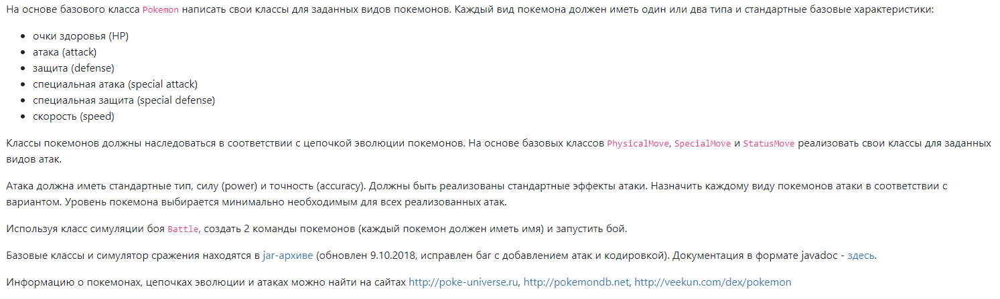 На основе базового класса Pokemon написать свои классы для заданных видов покемонов. Каждый вид покемона должен иметь один или два типа и стандартные базовые характеристики:
• очки здоровья (HP)
• атака (attack)
• защита (defense)
• специальная атака (special attack)
• специальная защита (special defense)
• скорость (speed)
Классы покемонов должны наследоваться в соответствии с цепочкой эволюции покемонов. На основе базовых классов PhysicalMove, SpecialMove и StatusMove реализовать свои классы для заданных
видов атак.
Атака должна иметь стандартные тип, силу (power) и точность (accuracy). Должны быть реализованы стандартные эффекты атаки. Назначить каждому виду покемонов атаки в соответствии с
вариантом. Уровень покемона выбирается минимально необходимым для всех реализованных атак.
Используя класс симуляции боя Battle, создать 2 команды покемонов (каждый покемон должен иметь имя) и запустить бой.
Базовые классы и симулятор сражения находятся в jar-архиве (обновлен 9.10.2018, исправлен баг с добавлением атак и кодировкой). Документация в формате javadoc - здесь.
Информацию о покемонах, цепочках эволюции и атаках можно найти на сайтах http://poke-universe.ru, http://pokemondb.net, http://veekun.com/dex/pokemon